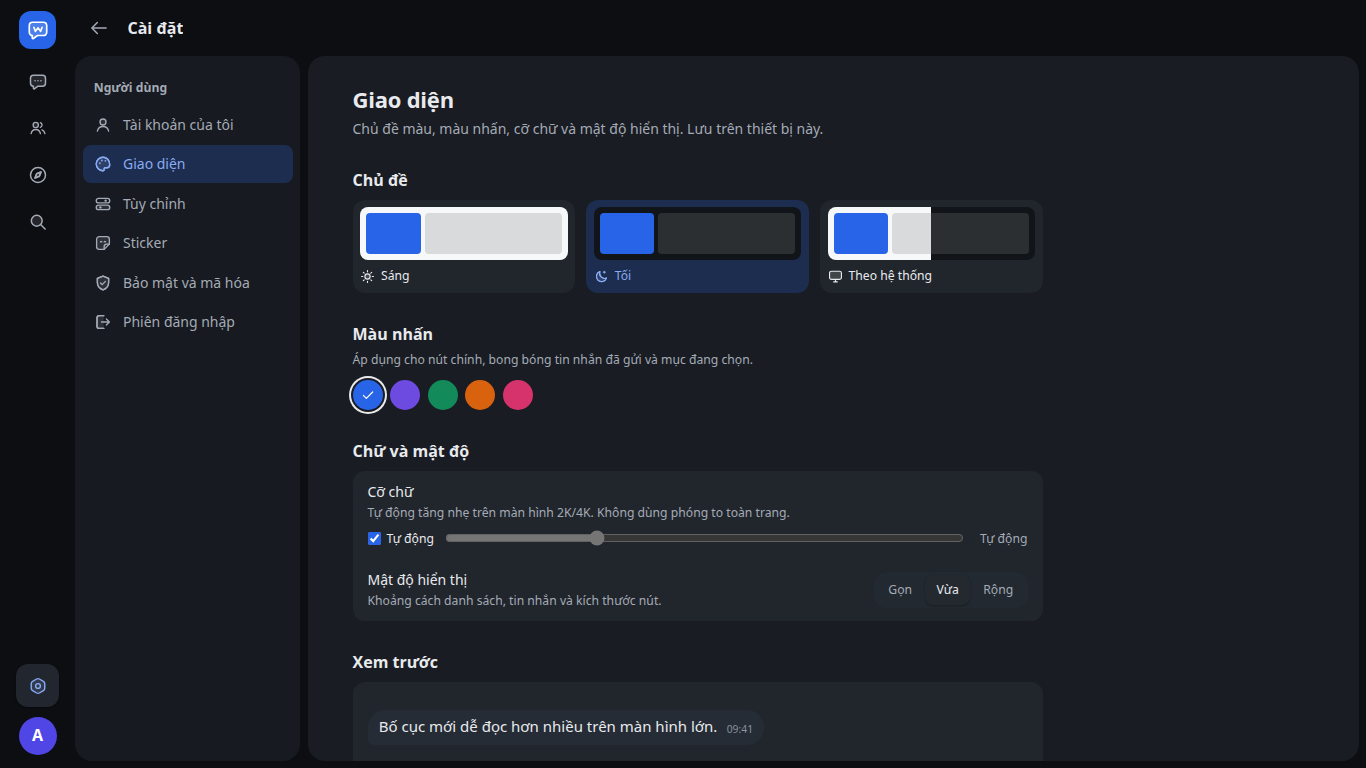 Cài đặt
Người dùng
Tài khoản của tôi
Giao diện
Tùy chỉnh
Sticker
Bảo mật và mã hóa
Phiên đăng nhập
A
Giao diện
Chủ đề màu, màu nhấn, cỡ chữ và mật độ hiển thị. Lưu trên thiết bị này.
Chủ đề
Sáng
Tối
Theo hệ thống
Màu nhấn
Áp dụng cho nút chính, bong bóng tin nhắn đã gửi và mục đang chọn.
Chữ và mật độ
Cỡ chữ
Tự động tăng nhẹ trên màn hình 2K/4K. Không dùng phóng to toàn trang.
Tự động
Tự động
Mật độ hiển thị
Khoảng cách danh sách, tin nhắn và kích thước nút.
Gọn
Vừa
Rộng
Xem trước
Bố cục mới dễ đọc hơn nhiều trên màn hình lớn. 09:41